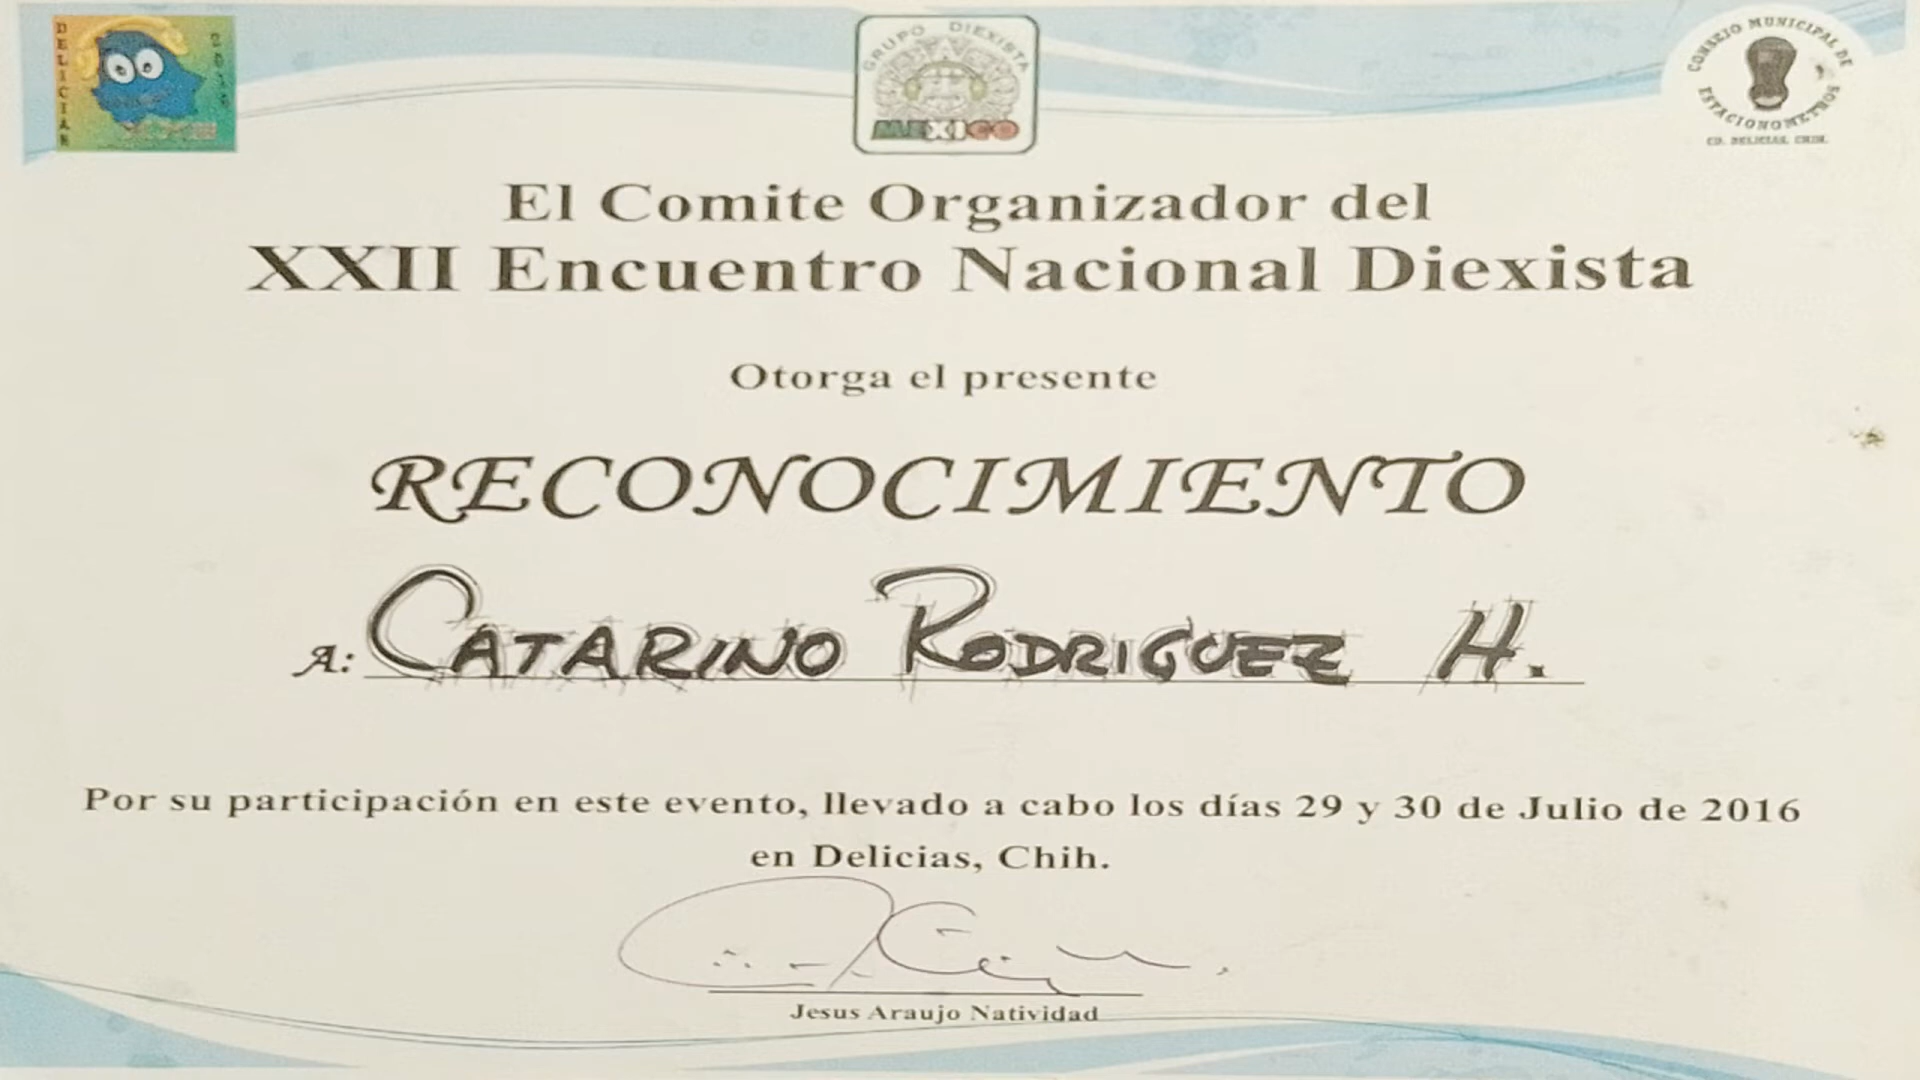 DELICIAS
2016
GRUPO DIEXISTA
MEXICO
CONSEJO MUNICIPAL DE
ESTACIONOMETROS
CD. DELICIAS, CHIH.
El Comite Organizador del
XXII Encuentro Nacional Diexista
Otorga el presente
RECONOCIMIENTO
A: CATARINO RODRIGUEZ H.
Por su participación en este evento, llevado a cabo los días 29 y 30 de Julio de 2016
en Delicias, Chih.
Jesus Araujo Natividad